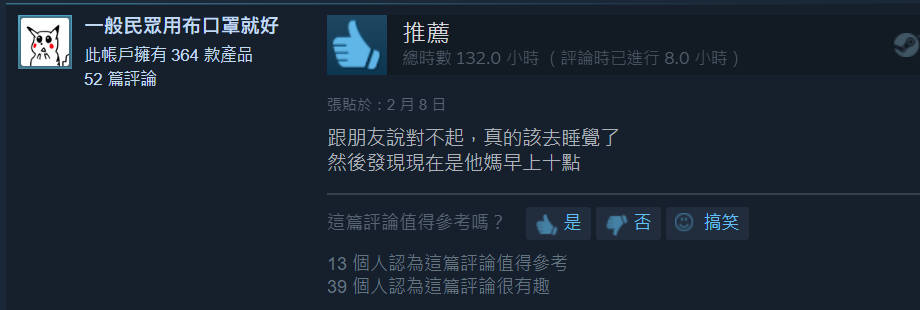 一般民眾用布口罩就好
此帳戶擁有 364 款產品
52 篇評論
推薦
總時數 132.0 小時 （ 評論時已進行 8.0 小時 ）
張貼於：2 月 8 日
跟朋友說對不起，真的該去睡覺了
然後發現現在是他媽早上十點
這篇評論值得參考嗎？ 是 否 搞笑
13 個人認為這篇評論值得參考
39 個人認為這篇評論很有趣